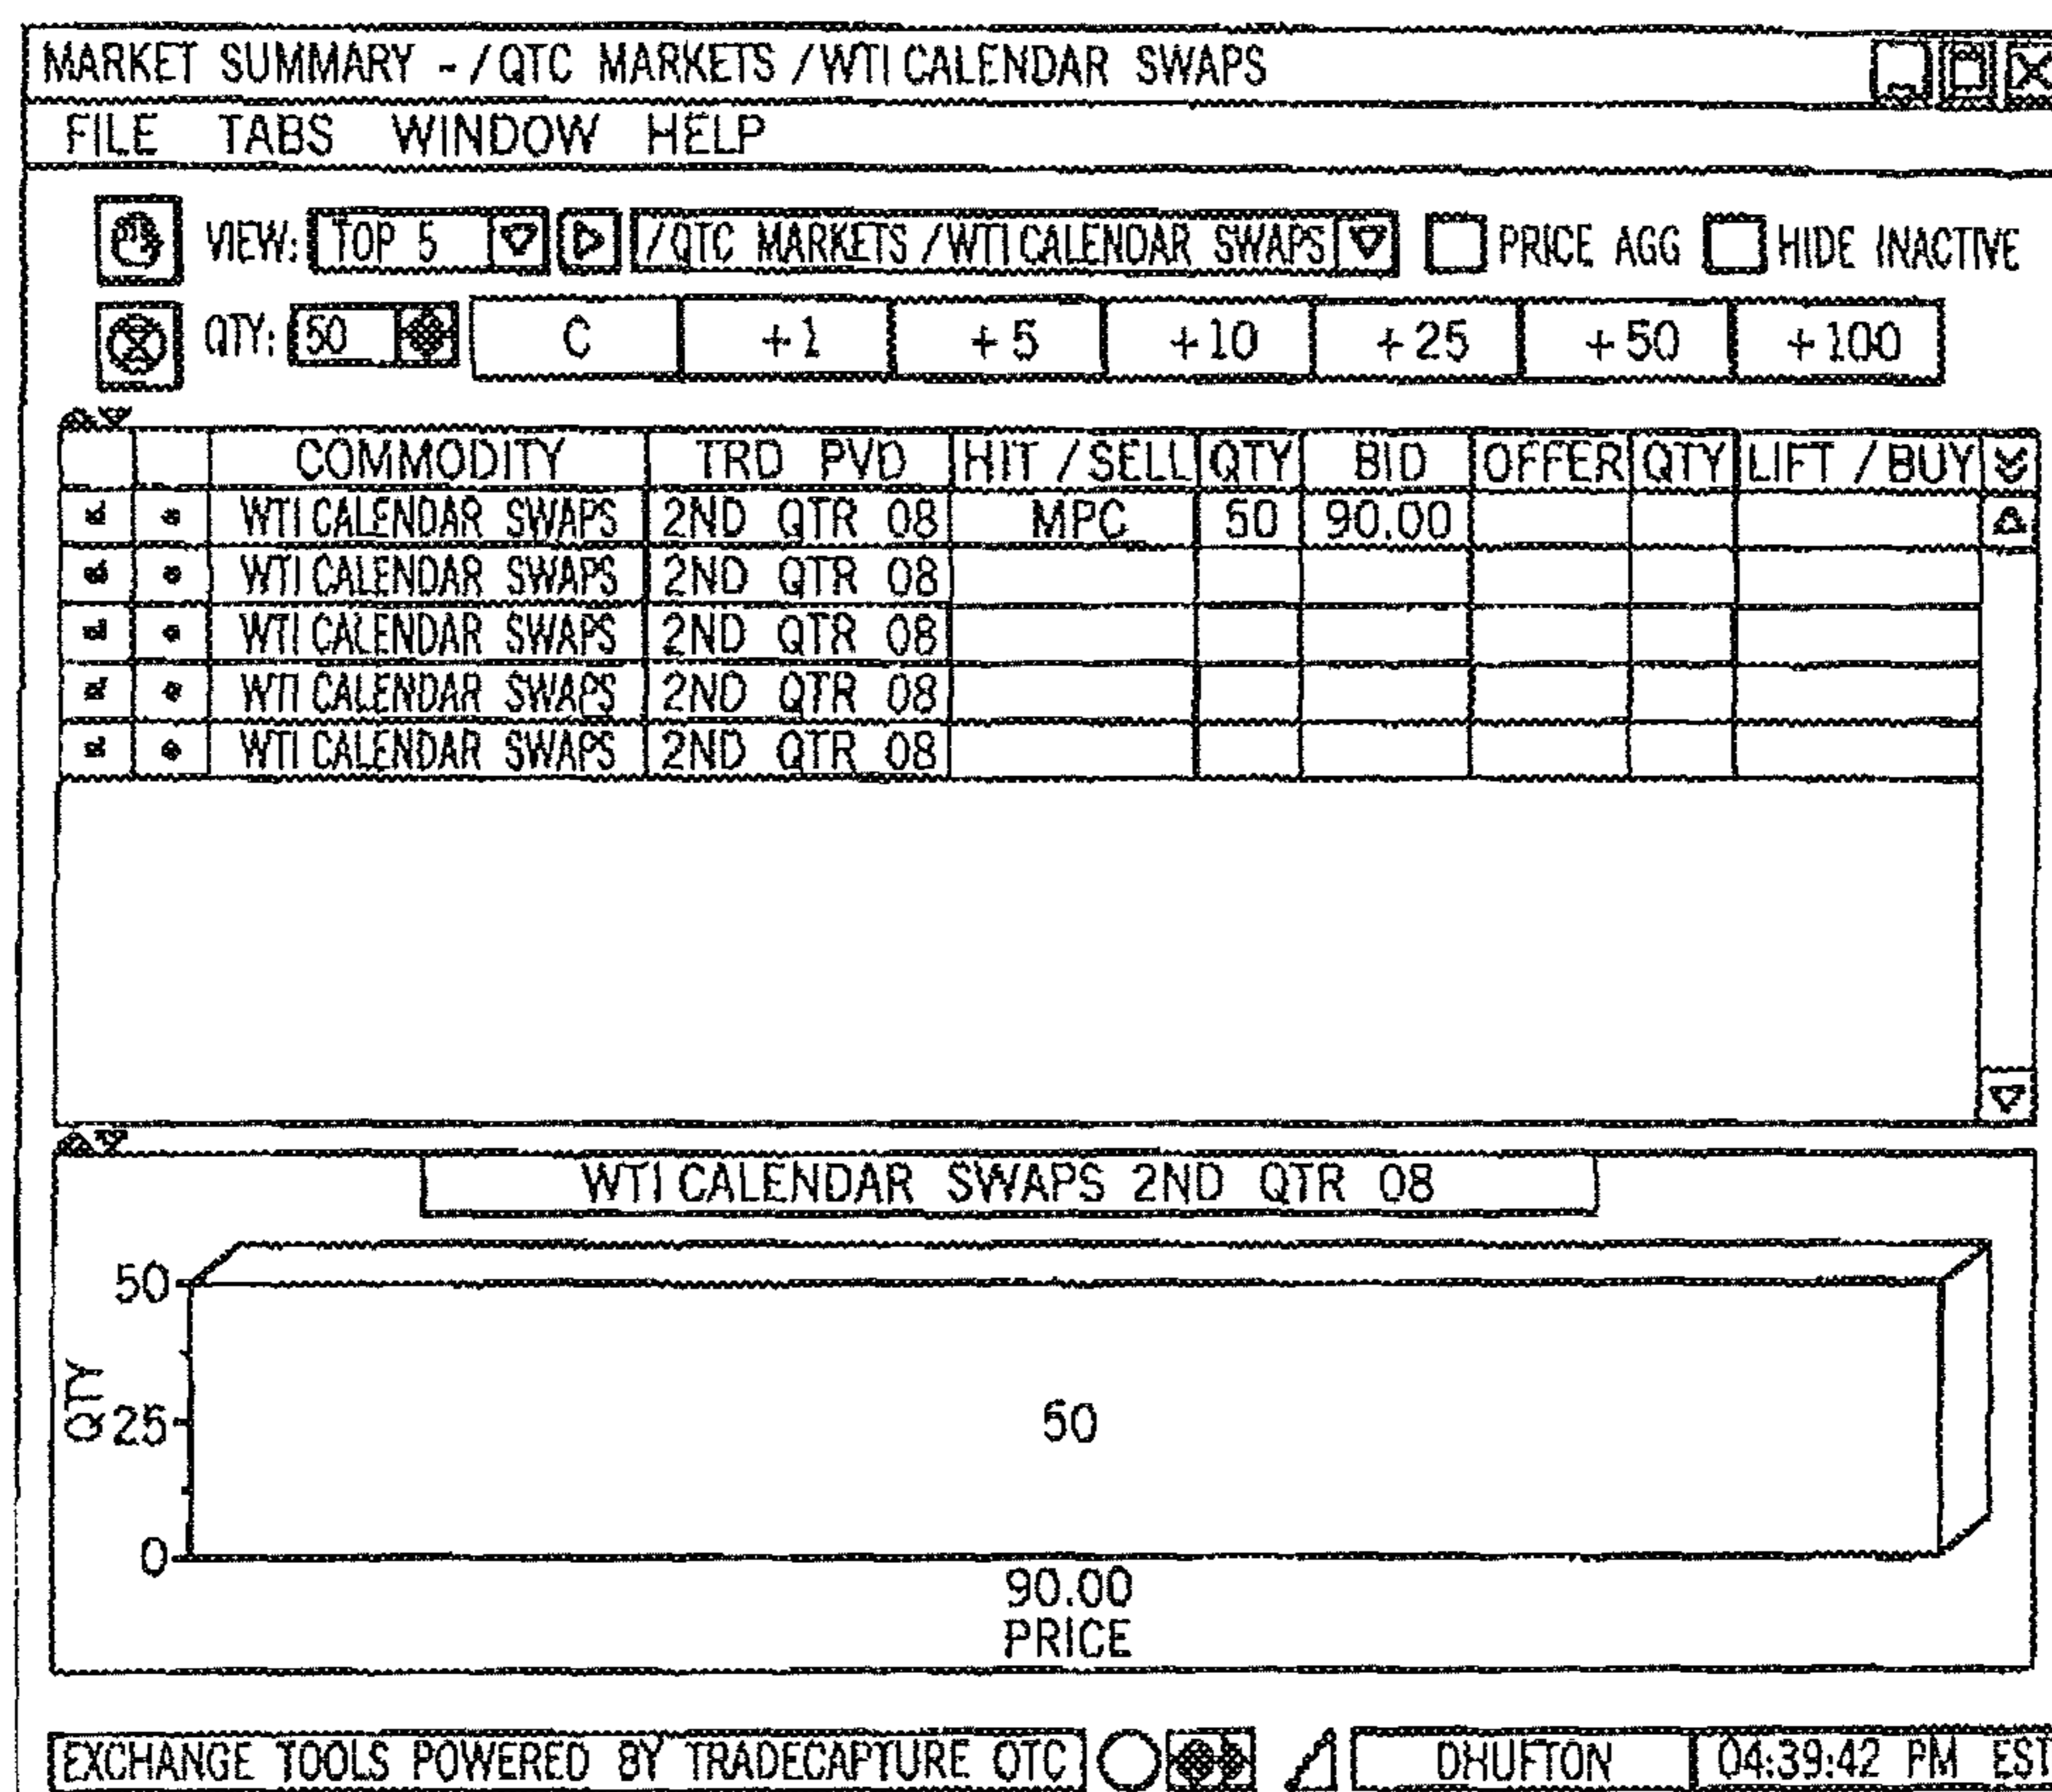 MARKET SUMMARY - /QTC MARKETS /WTI CALENDAR SWAPS
FILE TABS WINDOW HELP
VIEW: TOP 5 /QTC MARKETS /WTI CALENDAR SWAPS PRICE AGG HIDE INACTIVE
QTY: 50 C +1 +5 +10 +25 +50 +100
COMMODITY TRD PVD HIT / SELL QTY BID OFFER QTY LIFT / BUY
WTI CALENDAR SWAPS 2ND QTR 08 MPC 50 90.00
WTI CALENDAR SWAPS 2ND QTR 08
WTI CALENDAR SWAPS 2ND QTR 08
WTI CALENDAR SWAPS 2ND QTR 08
WTI CALENDAR SWAPS 2ND QTR 08
WTI CALENDAR SWAPS 2ND QTR 08
50
QTY
25 50
0
90.00
PRICE
EXCHANGE TOOLS POWERED BY TRADECAPTURE OTC DHUFTON 04:39:42 PM EST